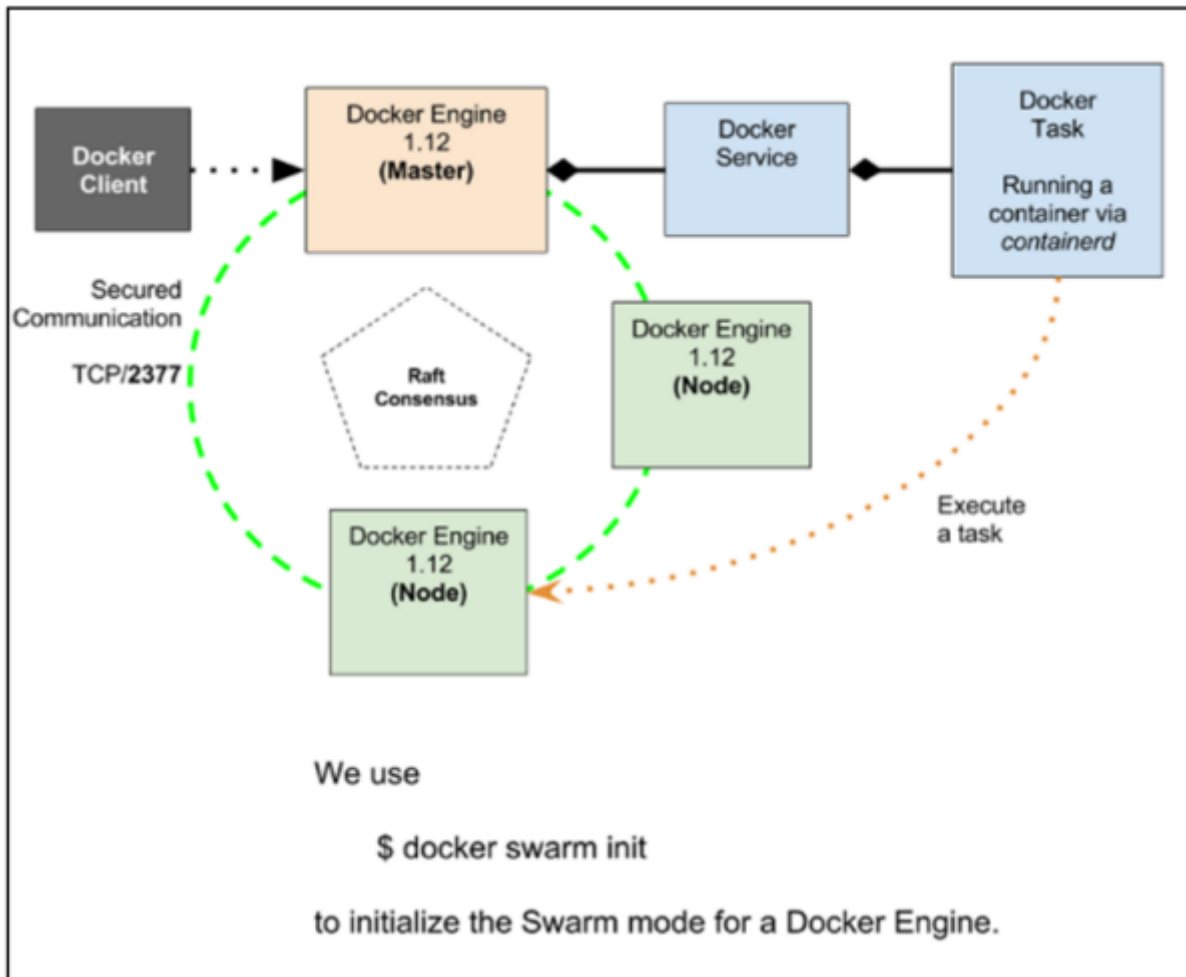 Docker
Client
Docker Engine
1.12
(Master)
Docker
Service
Docker
Task
Running a
container via
containerd
Secured
Communication
TCP/2377
Raft
Consensus
Docker Engine
1.12
(Node)
Docker Engine
1.12
(Node)
Execute
a task
We use
$ docker swarm init
to initialize the Swarm mode for a Docker Engine.